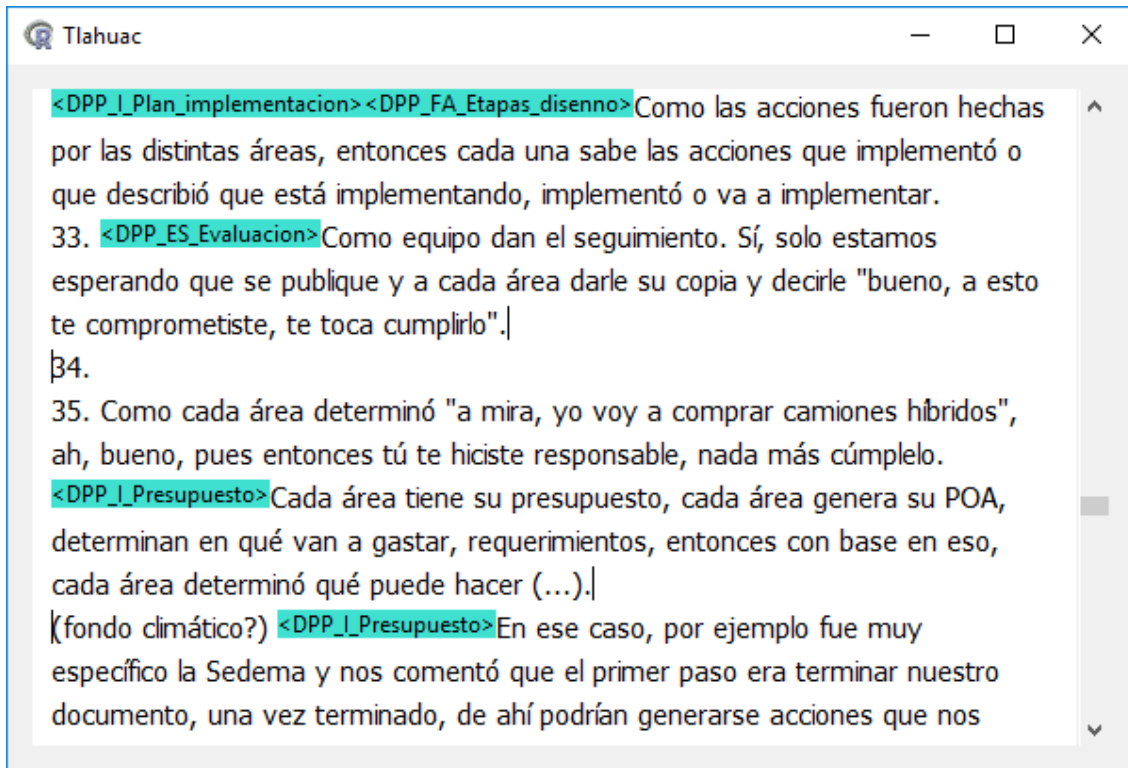 Tlahuac
<DPP_I_Plan_implementacion><DPP_FA_Etapas_disenno>Como las acciones fueron hechas
por las distintas áreas, entonces cada una sabe las acciones que implementó o
que describió que está implementando, implementó o va a implementar.
33. <DPP_ES_Evaluacion>Como equipo dan el seguimiento. Sí, solo estamos
esperando que se publique y a cada área darle su copia y decirle "bueno, a esto
te comprometiste, te toca cumplirlo".
34.
35. Como cada área determinó "a mira, yo voy a comprar camiones híbridos",
ah, bueno, pues entonces tú te hiciste responsable, nada más cúmplelo.
<DPP_I_Presupuesto>Cada área tiene su presupuesto, cada área genera su POA,
determinan en qué van a gastar, requerimientos, entonces con base en eso,
cada área determinó qué puede hacer (...).
(fondo climático?) <DPP_I_Presupuesto>En ese caso, por ejemplo fue muy
específico la Sedema y nos comentó que el primer paso era terminar nuestro
documento, una vez terminado, de ahí podrían generarse acciones que nos